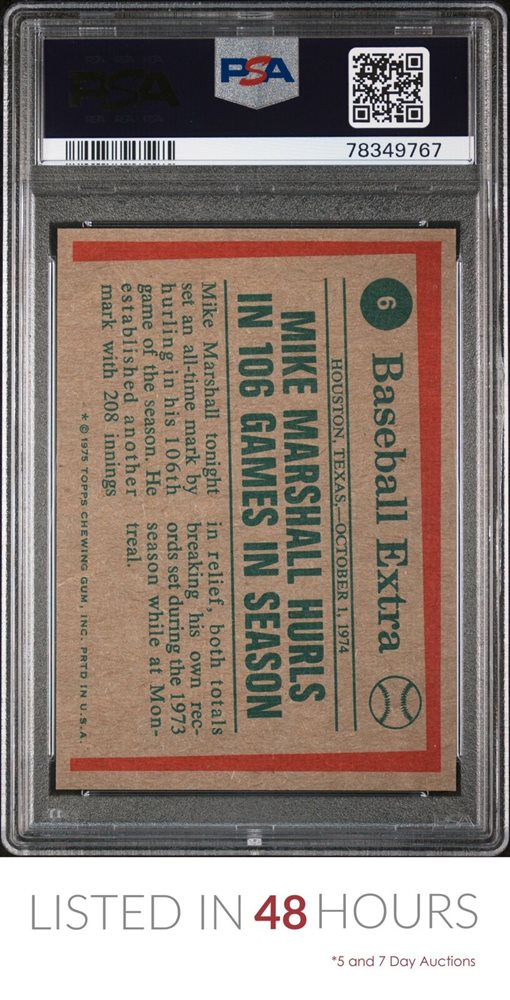 PSA
PSA
78349767
6
Baseball Extra
HOUSTON, TEXAS,—OCTOBER 1, 1974
MIKE MARSHALL HURLS
IN 106 GAMES IN SEASON
Mike Marshall tonight
set an all-time mark by
hurling in his 106th
game of the season. He
established another
mark with 208 innings
in relief, both totals
breaking his own rec-
ords set during the 1973
season while at Mon-
treal.
* © 1975 TOPPS CHEWING GUM, INC. PRTD IN U.S.A.
LISTED IN 48 HOURS
*5 and 7 Day Auctions